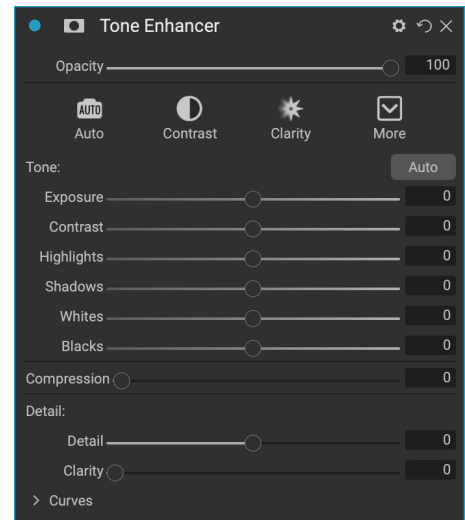 Tone Enhancer
Opacity 100
AUTO
Auto Contrast Clarity More
Tone: Auto
Exposure 0
Contrast 0
Highlights 0
Shadows 0
Whites 0
Blacks 0
Compression 0
Detail:
Detail 0
Clarity 0
> Curves